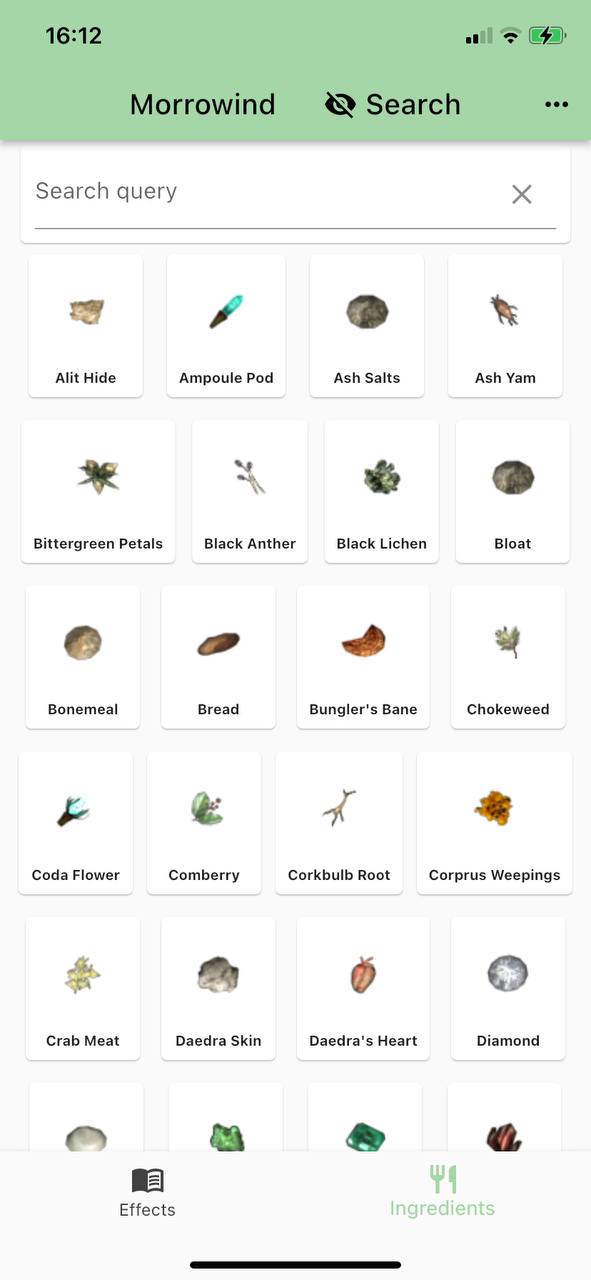 16:12
Morrowind Search
Search query
Alit Hide Ampoule Pod Ash Salts Ash Yam
Bittergreen Petals Black Anther Black Lichen Bloat
Bonemeal Bread Bungler's Bane Chokeweed
Coda Flower Comberry Corkbulb Root Corprus Weepings
Crab Meat Daedra Skin Daedra's Heart Diamond
Effects Ingredients